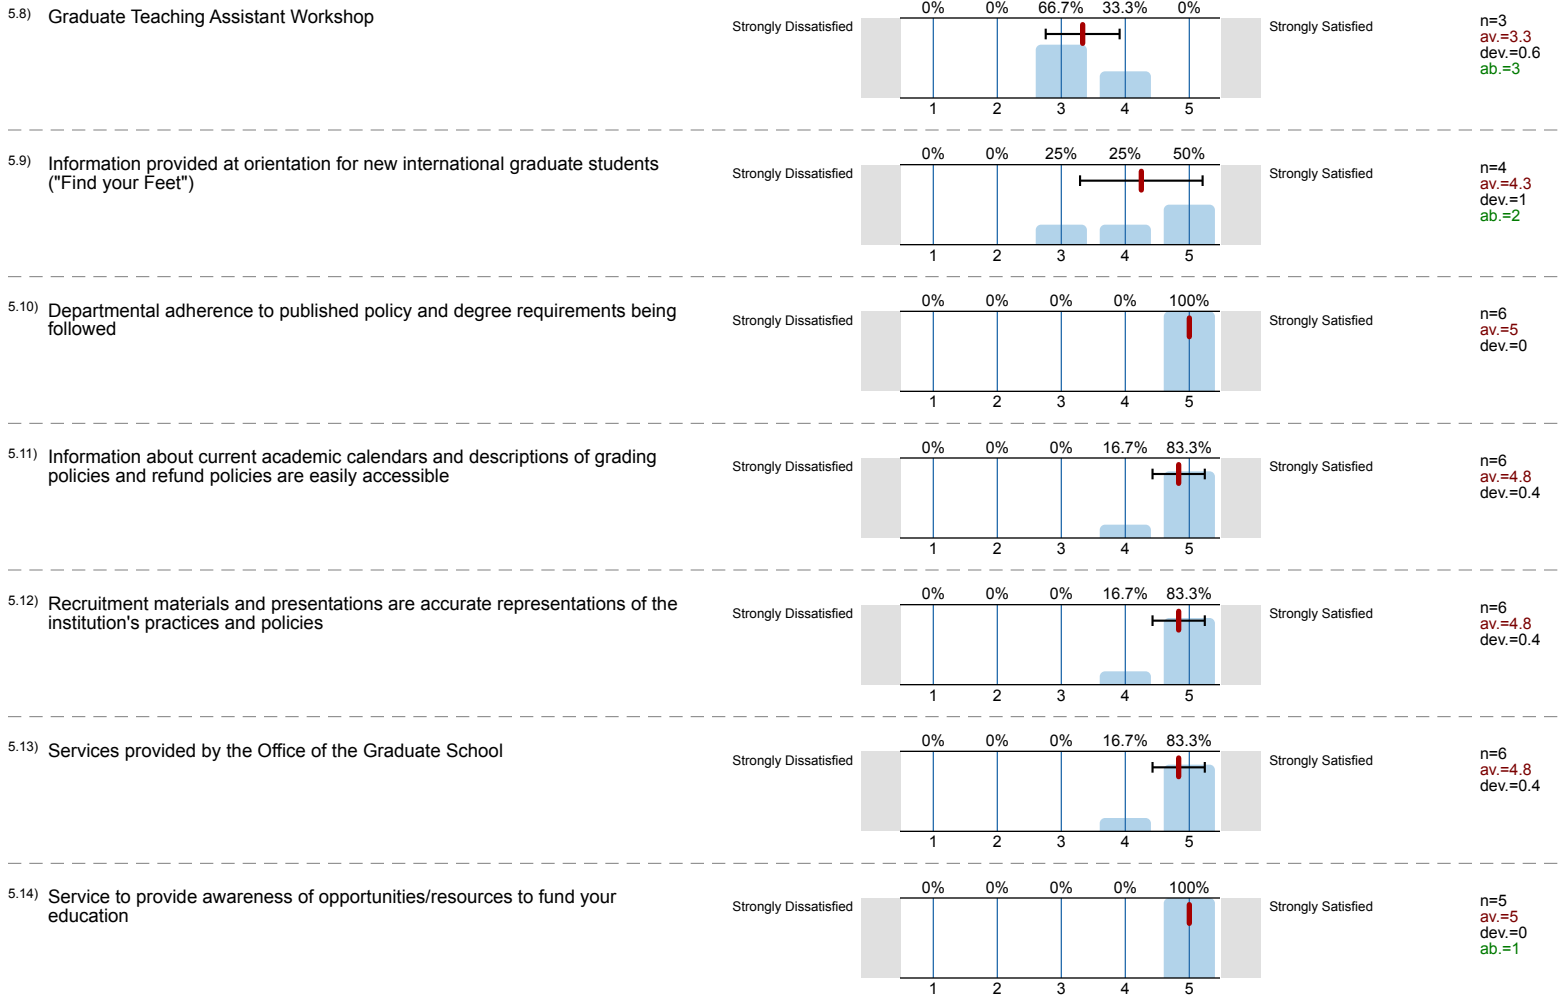 5.8) Graduate Teaching Assistant Workshop
0% 0% 66.7% 33.3% 0%
Strongly Dissatisfied
Strongly Satisfied
n=3
av.=3.3
dev.=0.6
ab.=3
1 2 3 4 5
5.9) Information provided at orientation for new international graduate students
("Find your Feet")
0% 0% 25% 25% 50%
Strongly Dissatisfied
Strongly Satisfied
n=4
av.=4.3
dev.=1
ab.=2
1 2 3 4 5
5.10) Departmental adherence to published policy and degree requirements being
followed
0% 0% 0% 0% 100%
Strongly Dissatisfied
Strongly Satisfied
n=6
av.=5
dev.=0
1 2 3 4 5
5.11) Information about current academic calendars and descriptions of grading
policies and refund policies are easily accessible
0% 0% 0% 16.7% 83.3%
Strongly Dissatisfied
Strongly Satisfied
n=6
av.=4.8
dev.=0.4
1 2 3 4 5
5.12) Recruitment materials and presentations are accurate representations of the
institution's practices and policies
0% 0% 0% 16.7% 83.3%
Strongly Dissatisfied
Strongly Satisfied
n=6
av.=4.8
dev.=0.4
1 2 3 4 5
5.13) Services provided by the Office of the Graduate School
0% 0% 0% 16.7% 83.3%
Strongly Dissatisfied
Strongly Satisfied
n=6
av.=4.8
dev.=0.4
1 2 3 4 5
5.14) Service to provide awareness of opportunities/resources to fund your
education
0% 0% 0% 0% 100%
Strongly Dissatisfied
Strongly Satisfied
n=5
av.=5
dev.=0
ab.=1
1 2 3 4 5